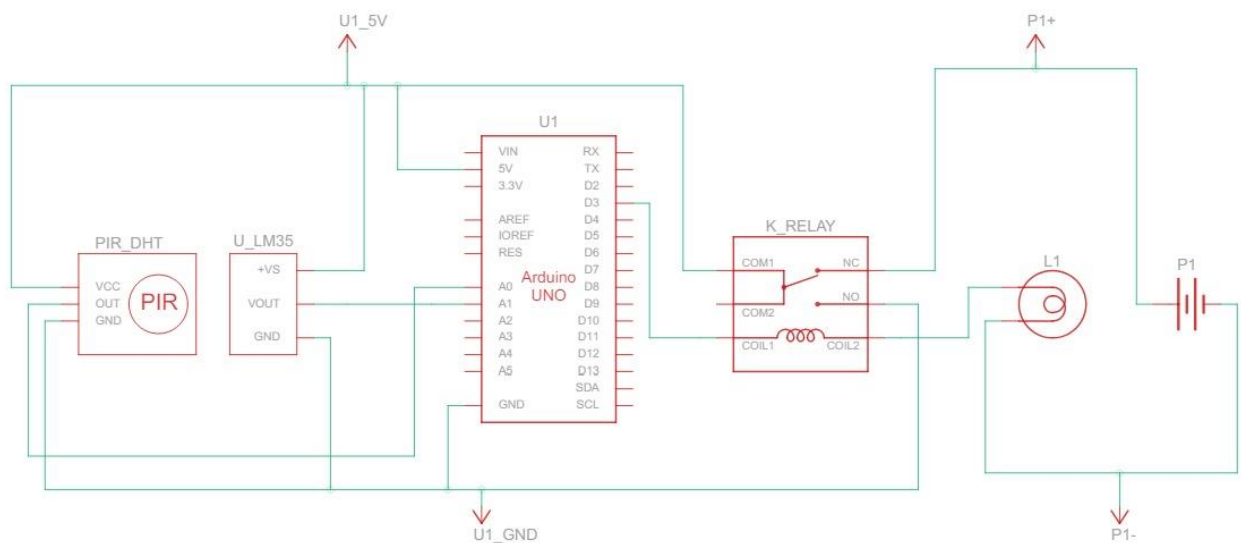 U1_5V
P1+
U1
VIN
5V
3.3V
AREF
IOREF
RES
A0
A1
A2
A3
A4
A5
GND
Arduino
UNO
RX
TX
D2
D3
D4
D5
D6
D7
D8
D9
D10
D11
D12
D13
SDA
SCL
PIR_DHT
VCC
OUT
GND
PIR
U_LM35
+VS
VOUT
GND
K_RELAY
COM1
NC
COM2
NO
COIL1
COIL2
L1
P1
U1_GND
P1-